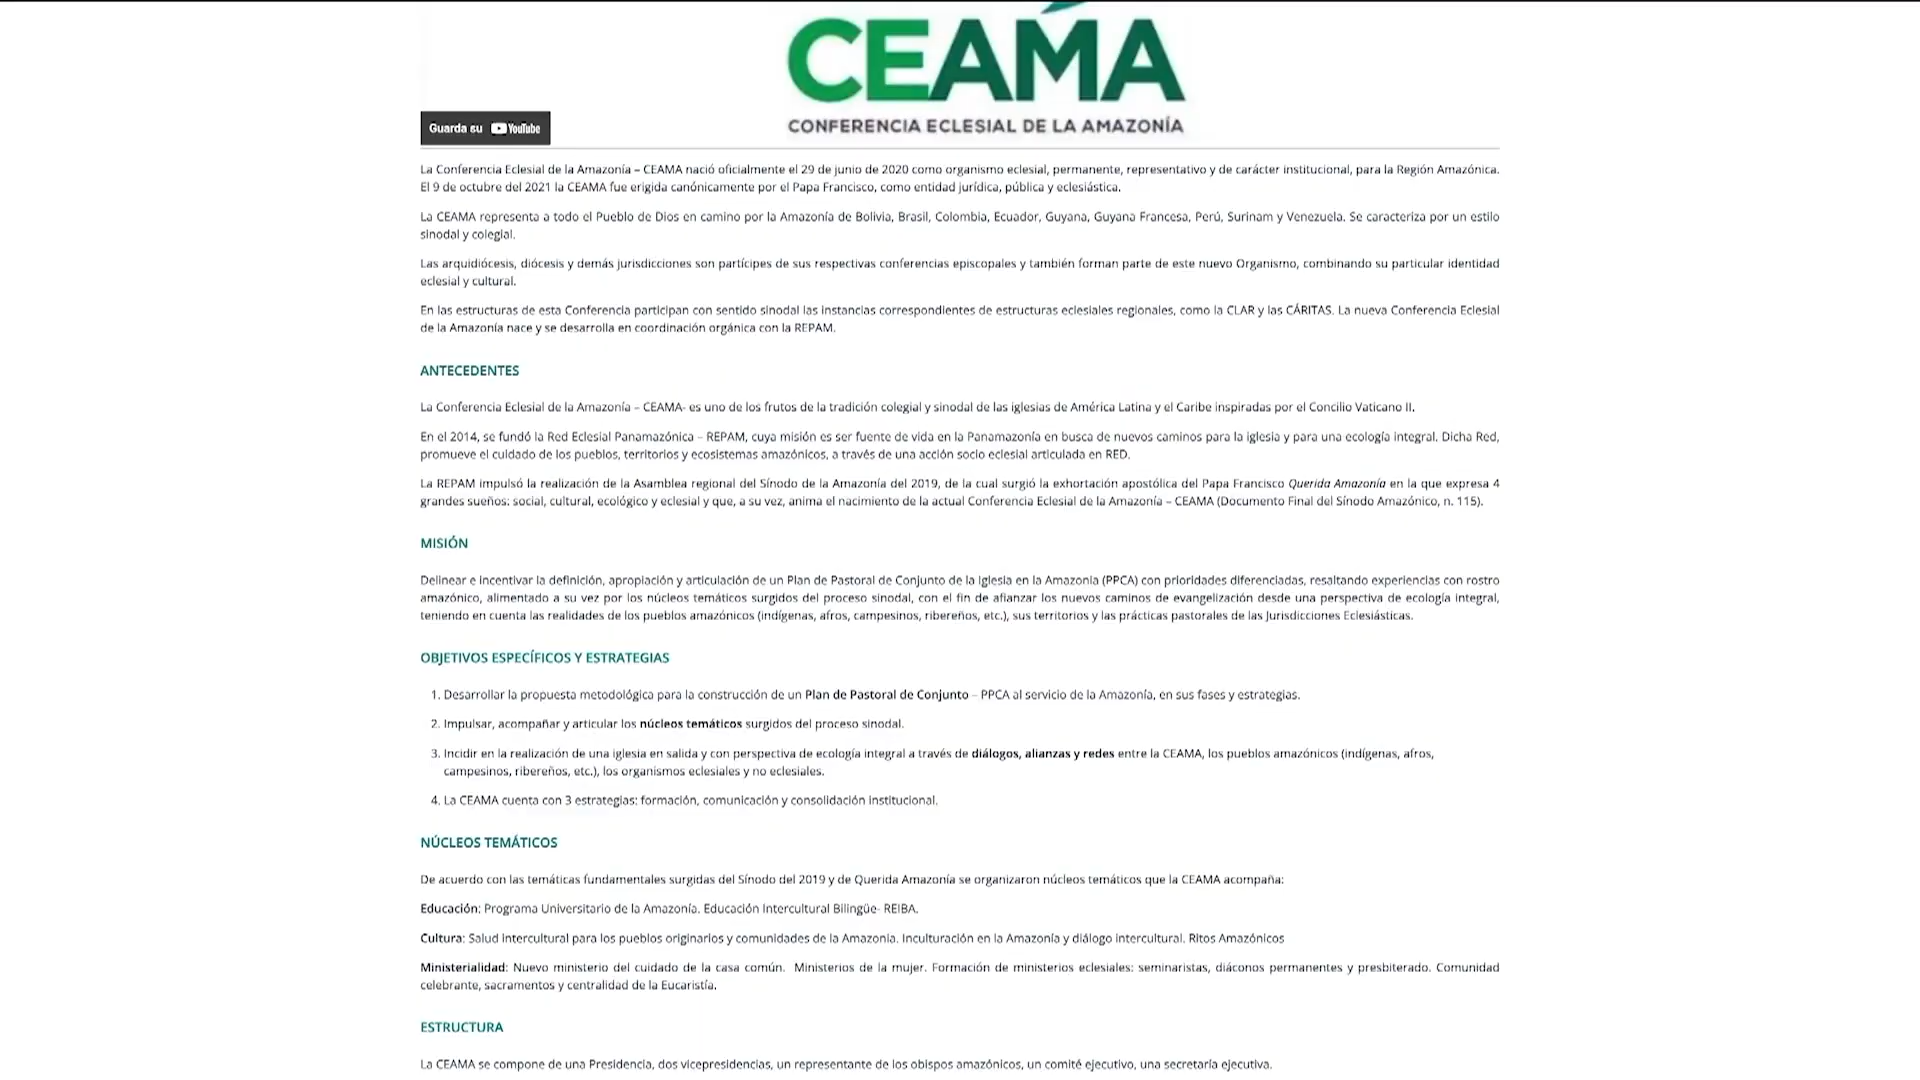 CEAMA
CONFERENCIA ECLESIAL DE LA AMAZONÍA
Guarda su YouTube
La Conferencia Eclesial de la Amazonía – CEAMA nació oficialmente el 29 de junio de 2020 como organismo eclesial, permanente, representativo y de carácter institucional, para la Región Amazónica.
El 9 de octubre del 2021 la CEAMA fue erigida canónicamente por el Papa Francisco, como entidad jurídica, pública y eclesiástica.
La CEAMA representa a todo el Pueblo de Dios en camino por la Amazonía de Bolivia, Brasil, Colombia, Ecuador, Guyana, Guyana Francesa, Perú, Surinam y Venezuela. Se caracteriza por un estilo
sinodal y colegial.
Las arquidiócesis, diócesis y demás jurisdicciones son partícipes de sus respectivas conferencias episcopales y también forman parte de este nuevo Organismo, combinando su particular identidad
eclesial y cultural.
En las estructuras de esta Conferencia participan con sentido sinodal las instancias correspondientes de estructuras eclesiales regionales, como la CLAR y las CÁRITAS. La nueva Conferencia Eclesial
de la Amazonía nace y se desarrolla en coordinación orgánica con la REPAM.
ANTECEDENTES
La Conferencia Eclesial de la Amazonía – CEAMA- es uno de los frutos de la tradición colegial y sinodal de las iglesias de América Latina y el Caribe inspiradas por el Concilio Vaticano II.
En el 2014, se fundó la Red Eclesial Panamazónica – REPAM, cuya misión es ser fuente de vida en la Panamazonía en busca de nuevos caminos para la iglesia y para una ecología integral. Dicha Red,
promueve el cuidado de los pueblos, territorios y ecosistemas amazónicos, a través de una acción socio eclesial articulada en RED.
La REPAM impulsó la realización de la Asamblea regional del Sínodo de la Amazonía del 2019, de la cual surgió la exhortación apostólica del Papa Francisco Querida Amazonía en la que expresa 4
grandes sueños: social, cultural, ecológico y eclesial y que, a su vez, anima el nacimiento de la actual Conferencia Eclesial de la Amazonía – CEAMA (Documento Final del Sínodo Amazónico, n. 115).
MISIÓN
Delinear e incentivar la definición, apropiación y articulación de un Plan de Pastoral de Conjunto de la Iglesia en la Amazonía (PPCA) con prioridades diferenciadas, resaltando experiencias con rostro
amazónico, alimentado a su vez por los núcleos temáticos surgidos del proceso sinodal, con el fin de afianzar los nuevos caminos de evangelización desde una perspectiva de ecología integral,
teniendo en cuenta las realidades de los pueblos amazónicos (indígenas, afros, campesinos, ribereños, etc.), sus territorios y las prácticas pastorales de las Jurisdicciones Eclesiásticas.
OBJETIVOS ESPECÍFICOS Y ESTRATEGIAS
1. Desarrollar la propuesta metodológica para la construcción de un Plan de Pastoral de Conjunto – PPCA al servicio de la Amazonía, en sus fases y estrategias.
2. Impulsar, acompañar y articular los núcleos temáticos surgidos del proceso sinodal.
3. Incidir en la realización de una iglesia en salida y con perspectiva de ecología integral a través de diálogos, alianzas y redes entre la CEAMA, los pueblos amazónicos (indígenas, afros,
campesinos, ribereños, etc.), los organismos eclesiales y no eclesiales.
4. La CEAMA cuenta con 3 estrategias: formación, comunicación y consolidación institucional.
NÚCLEOS TEMÁTICOS
De acuerdo con las temáticas fundamentales surgidas del Sínodo del 2019 y de Querida Amazonía se organizaron núcleos temáticos que la CEAMA acompaña:
Educación: Programa Universitario de la Amazonía. Educación Intercultural Bilingüe- REIBA.
Cultura: Salud intercultural para los pueblos originarios y comunidades de la Amazonia. Inculturación en la Amazonía y diálogo intercultural. Ritos Amazónicos
Ministerialidad: Nuevo ministerio del cuidado de la casa común. Ministerios de la mujer. Formación de ministerios eclesiales: seminaristas, diáconos permanentes y presbiterado. Comunidad
celebrante, sacramentos y centralidad de la Eucaristía.
ESTRUCTURA
La CEAMA se compone de una Presidencia, dos vicepresidencias, un representante de los obispos amazónicos, un comité ejecutivo, una secretaría ejecutiva.